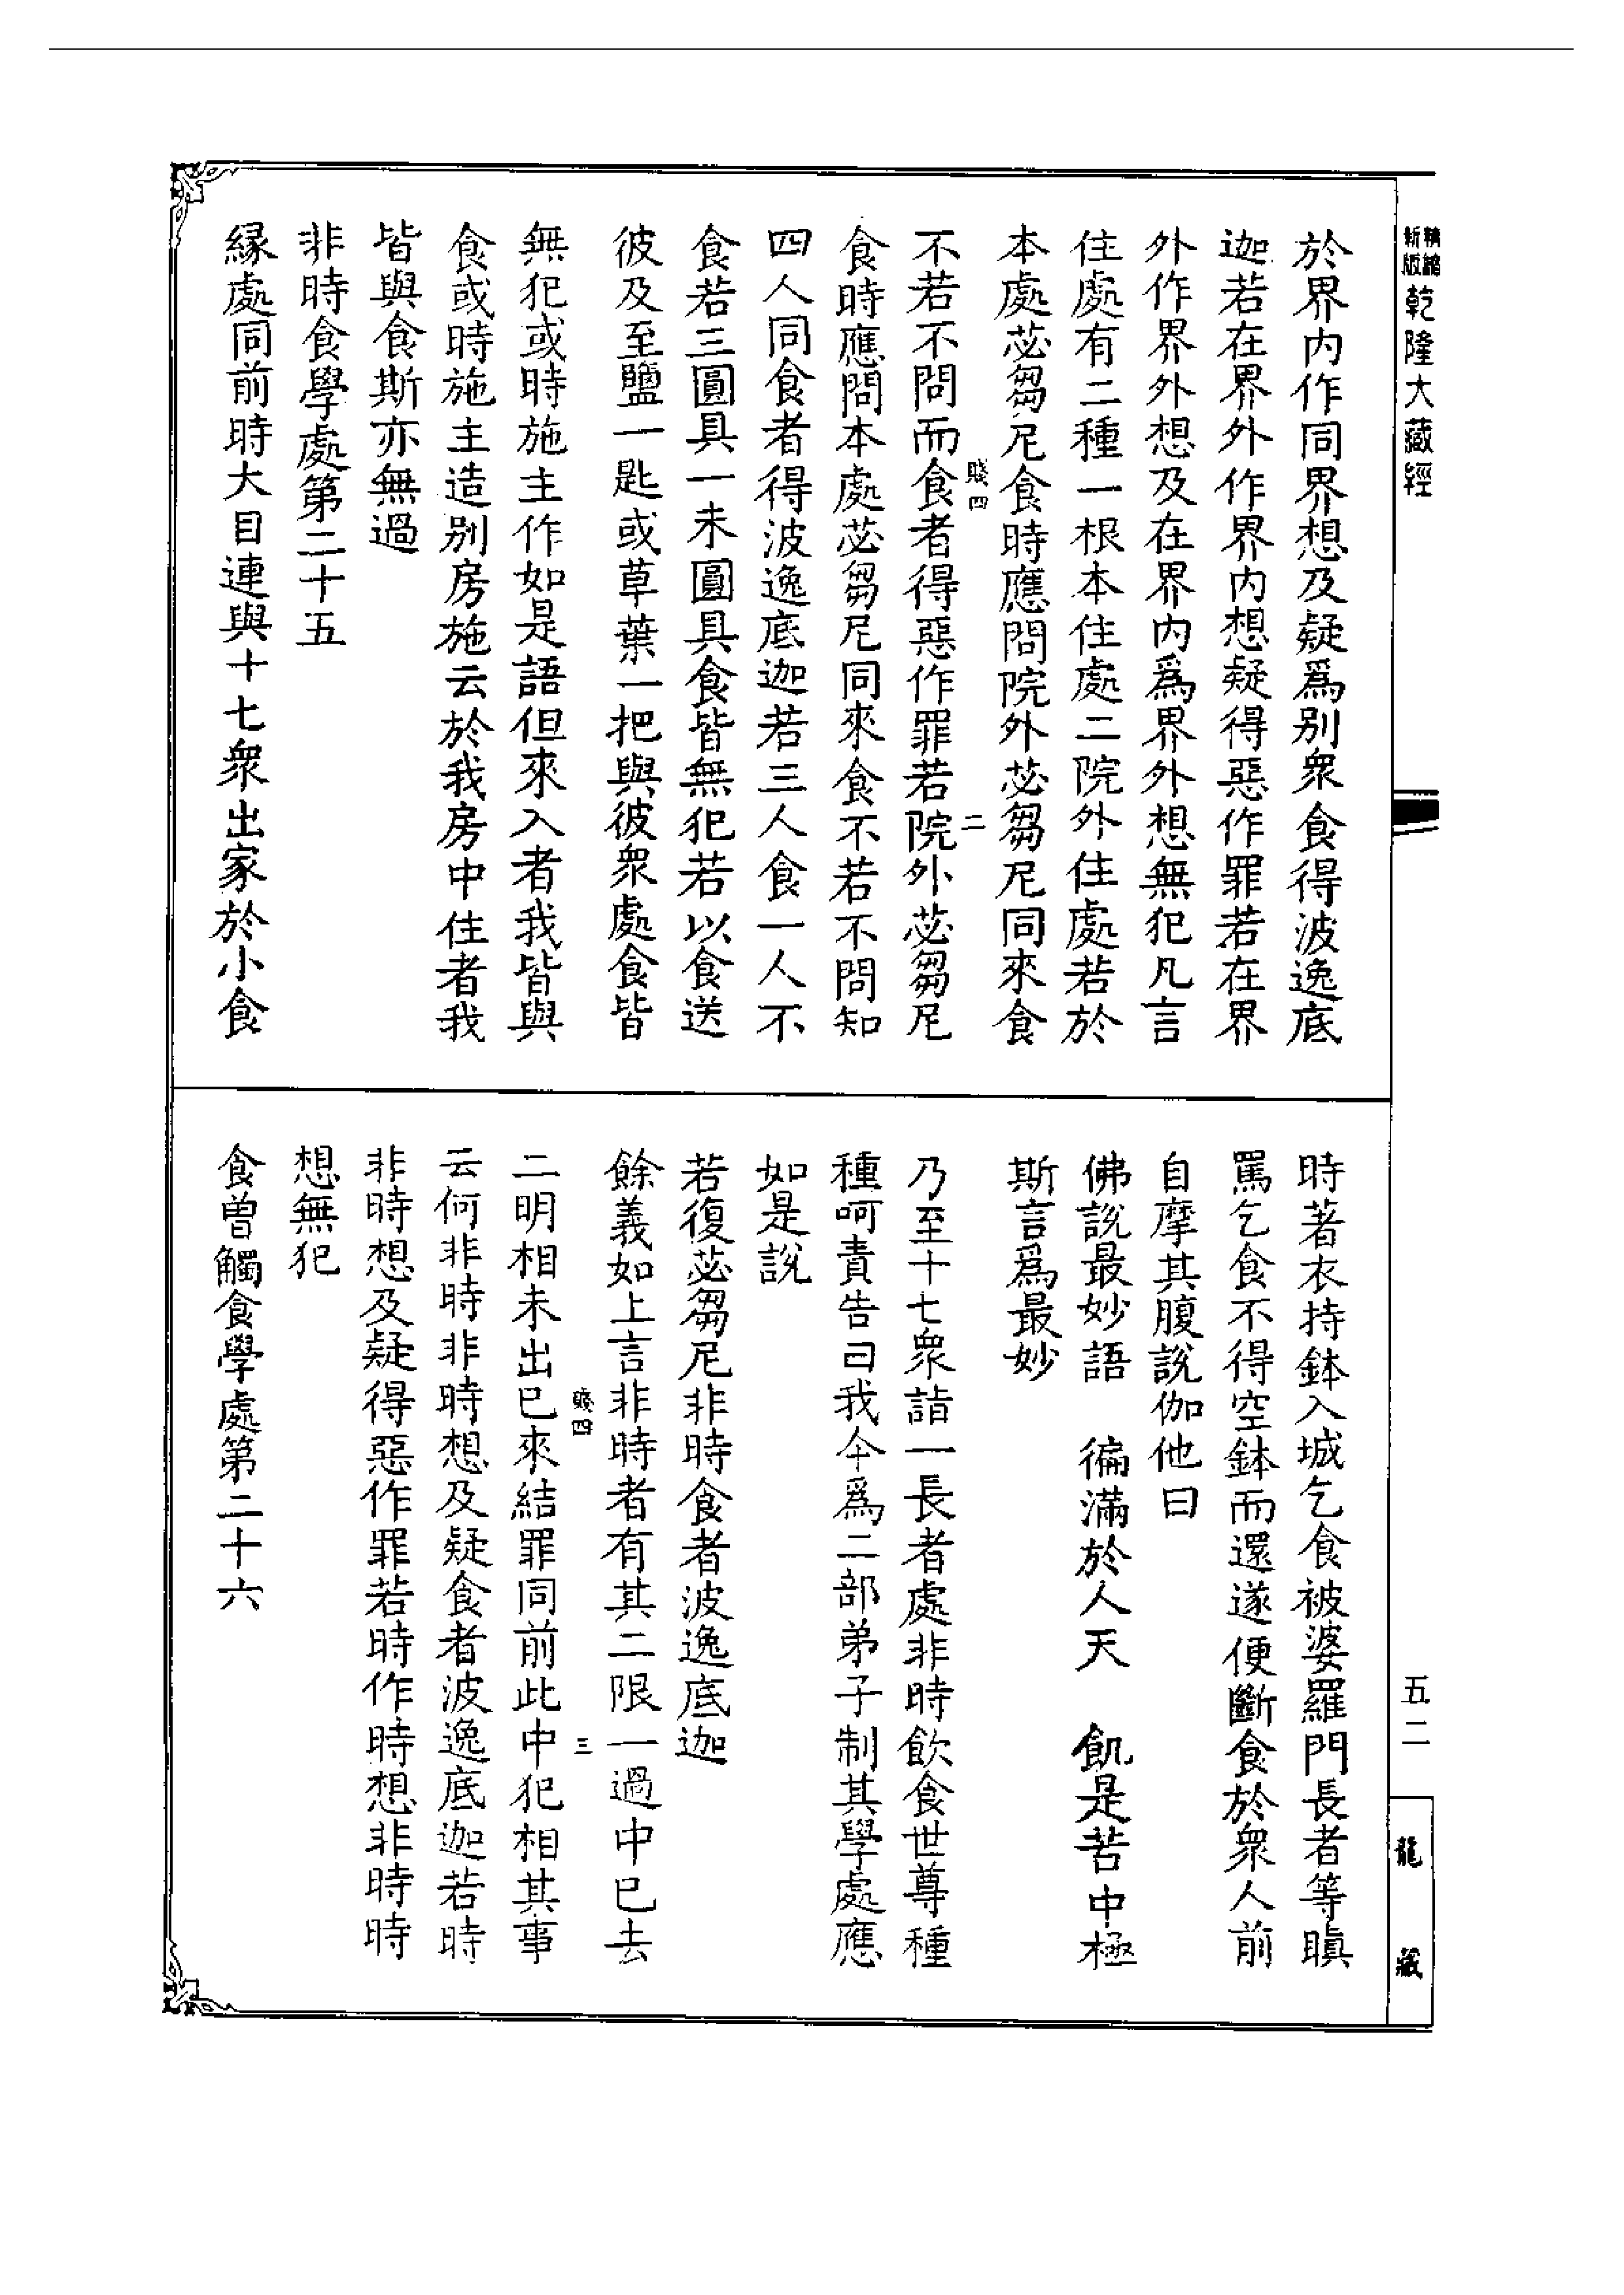 精縮新版乾隆大藏經
於界內作同界想及疑爲別衆食得波逸底
迦若在界外作界內想疑得惡作罪若在界
外作界外想及在界內爲界外想無犯凡言
住處有二種一根本住處二院外住處若於
本處苾芻尼食時應問院外苾芻尼同來食
不若不問而食者得惡作罪若院外苾芻尼
賤四 二
食時應問本處苾芻尼同來食不若不問知
四人同食者得波逸底迦若三人食一人不
食若三圓具一未圓具食皆無犯若以食送
彼及至鹽一匙或草葉一把與彼衆處食皆
無犯或時施主作如是語但來入者我皆與
食或時施主造別房施云於我房中住者我
皆與食斯亦無過
非時食學處第二十五
緣處同前時大目連與十七衆出家於小食
時著衣持鉢入城乞食被婆羅門長者等瞋
罵乞食不得空鉢而還遂便斷食於衆人前
自摩其腹說伽他曰
佛說最妙語 徧滿於人天 飢是苦中極
斯言爲最妙
乃至十七衆詣一長者處非時飲食世尊種
種呵責告曰我今爲二部弟子制其學處應
如是說
若復苾芻尼非時食者波逸底迦
餘義如上言非時者有其二限一過中已去
賤四 三
二明相未出已來結罪同前此中犯相其事
云何非時非時想及疑食者波逸底迦若時
非時想及疑得惡作罪若時作時想非時時
想無犯
食曾觸食學處第二十六
五二
龍藏